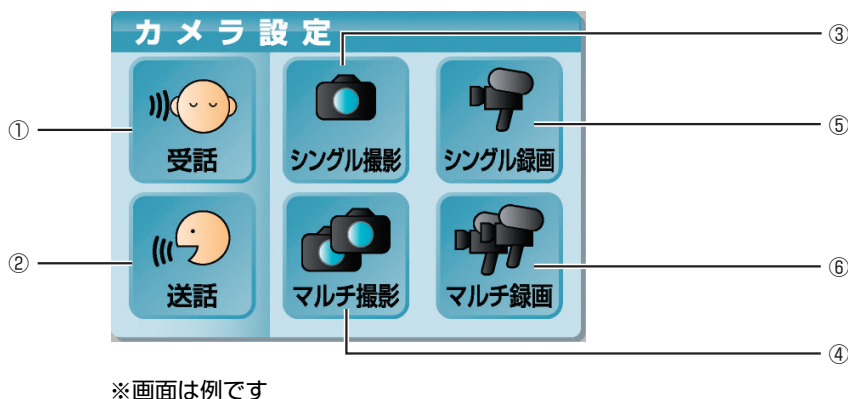 カメラ設定
① 受話
② 送話
③ シングル撮影
④ マルチ撮影
⑤ シングル録画
⑥ マルチ録画
※画面は例です